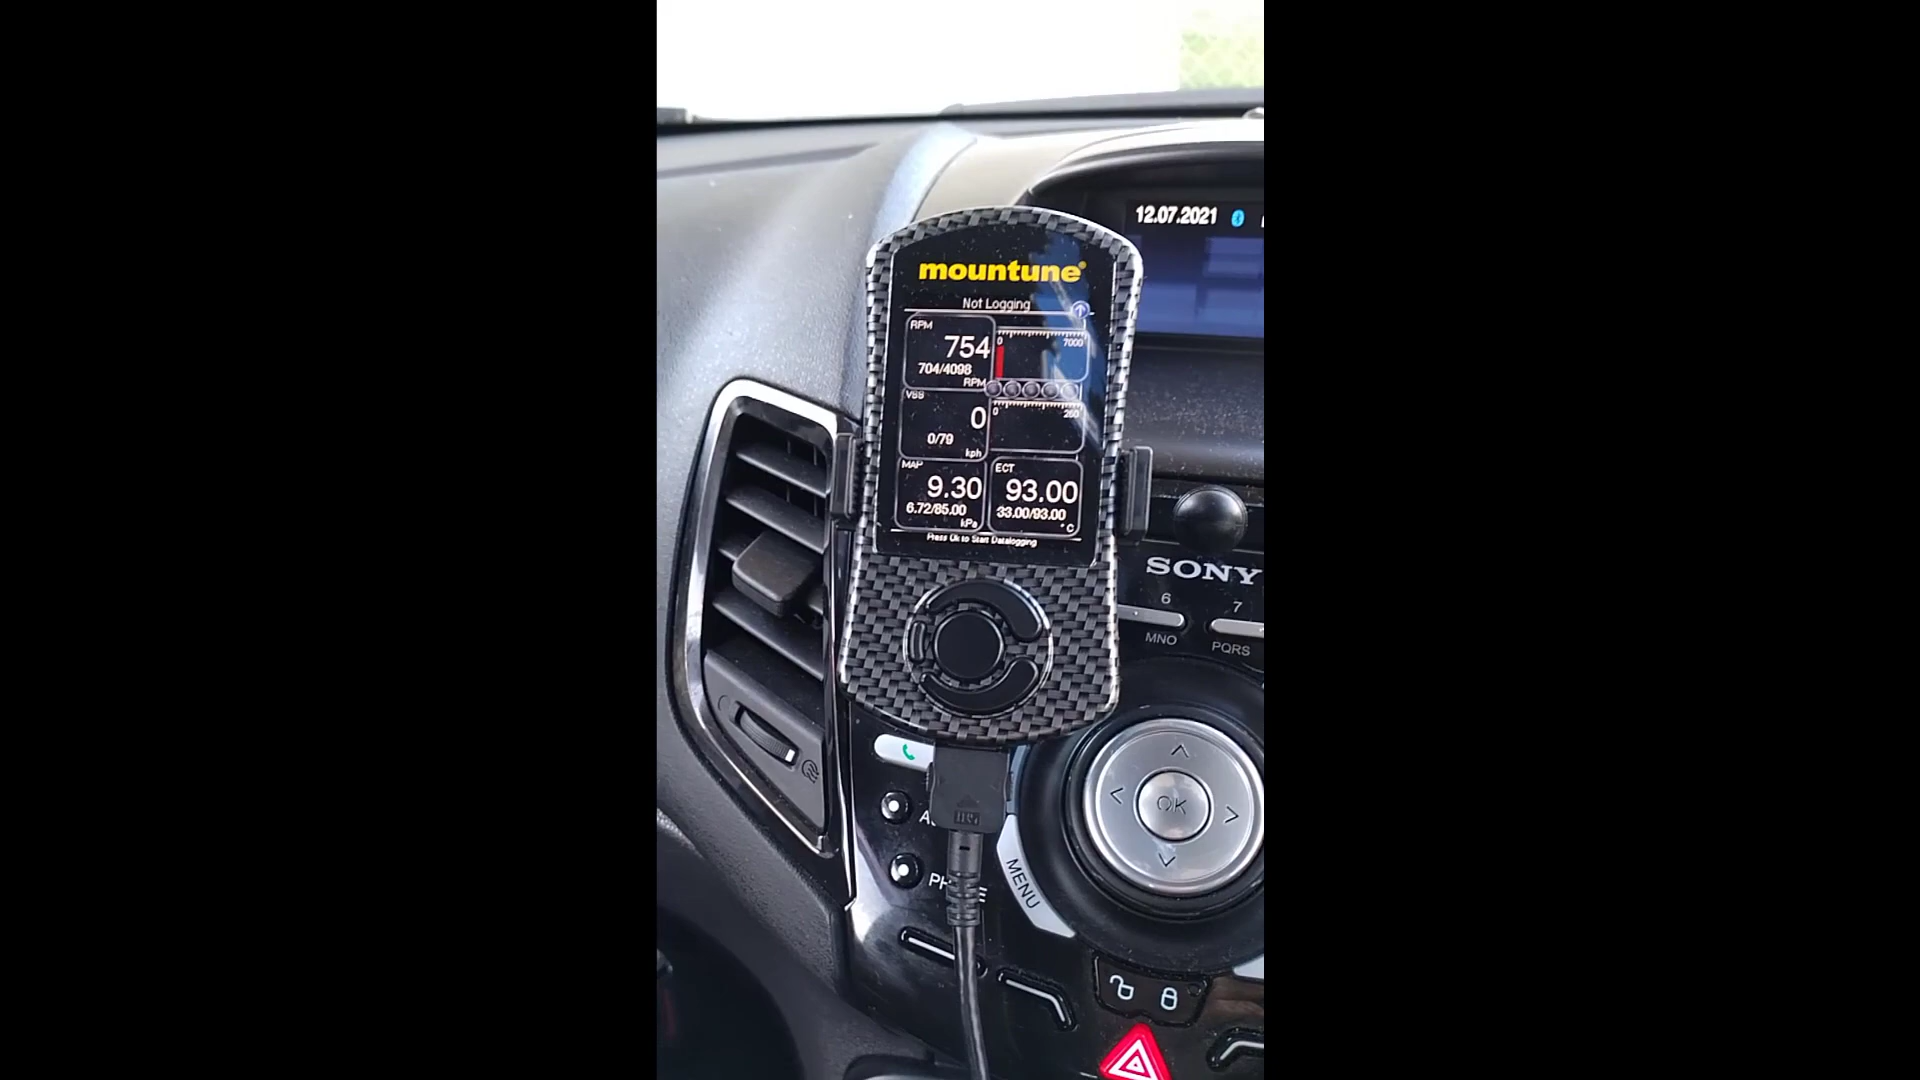 12.07.2021
mountune
Not Logging
RPM
754
704/4098
RPM
0
7000
VSS
0
0/79
kph
0
MAP
9.30
6.72/85.00
kPa
ECT
93.00
33.00/93.00
°C
Press Ok to Start Datalogging
SONY
6
7
MNO
PQRS
OK
MENU